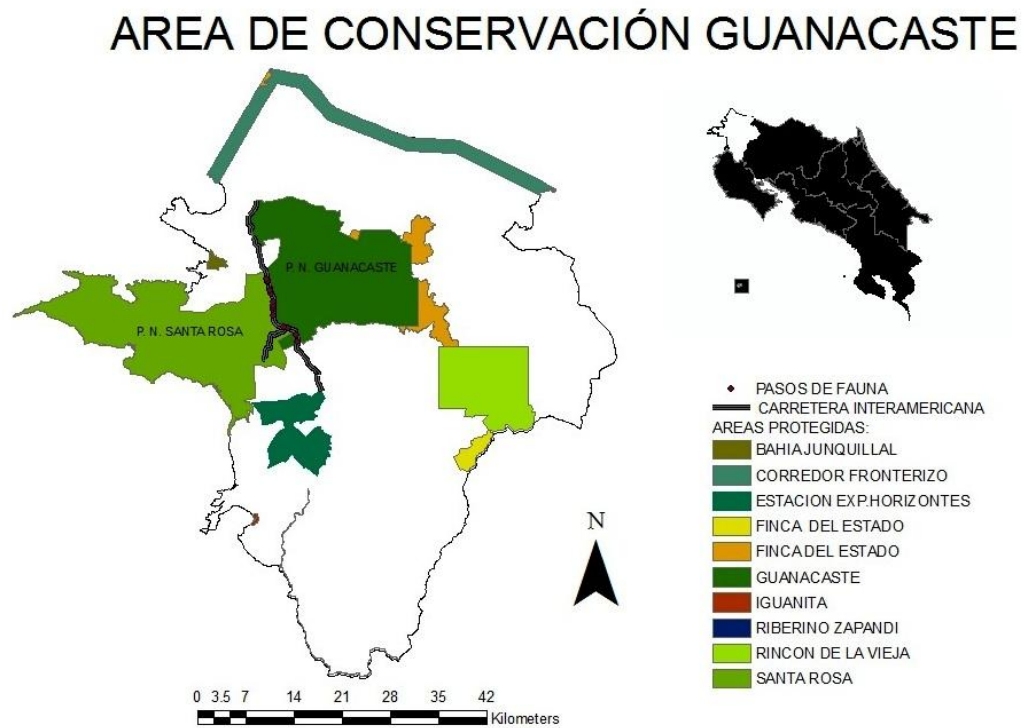 AREA DE CONSERVACIÓN GUANACASTE
P. N. GUANACASTE
P. N. SANTA ROSA
PASOS DE FAUNA
CARRETERA INTERAMERICANA
AREAS PROTEGIDAS:
BAHIA JUNQUILLAL
CORREDOR FRONTERIZO
ESTACION EXP.HORIZONTES
FINCA DEL ESTADO
FINCA DEL ESTADO
GUANACASTE
IGUANITA
RIBERINO ZAPANDI
RINCON DE LA VIEJA
SANTA ROSA
N
0 3.5 7 14 21 28 35 42
Kilometers